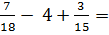 7/18 − 4 + 3/15 =